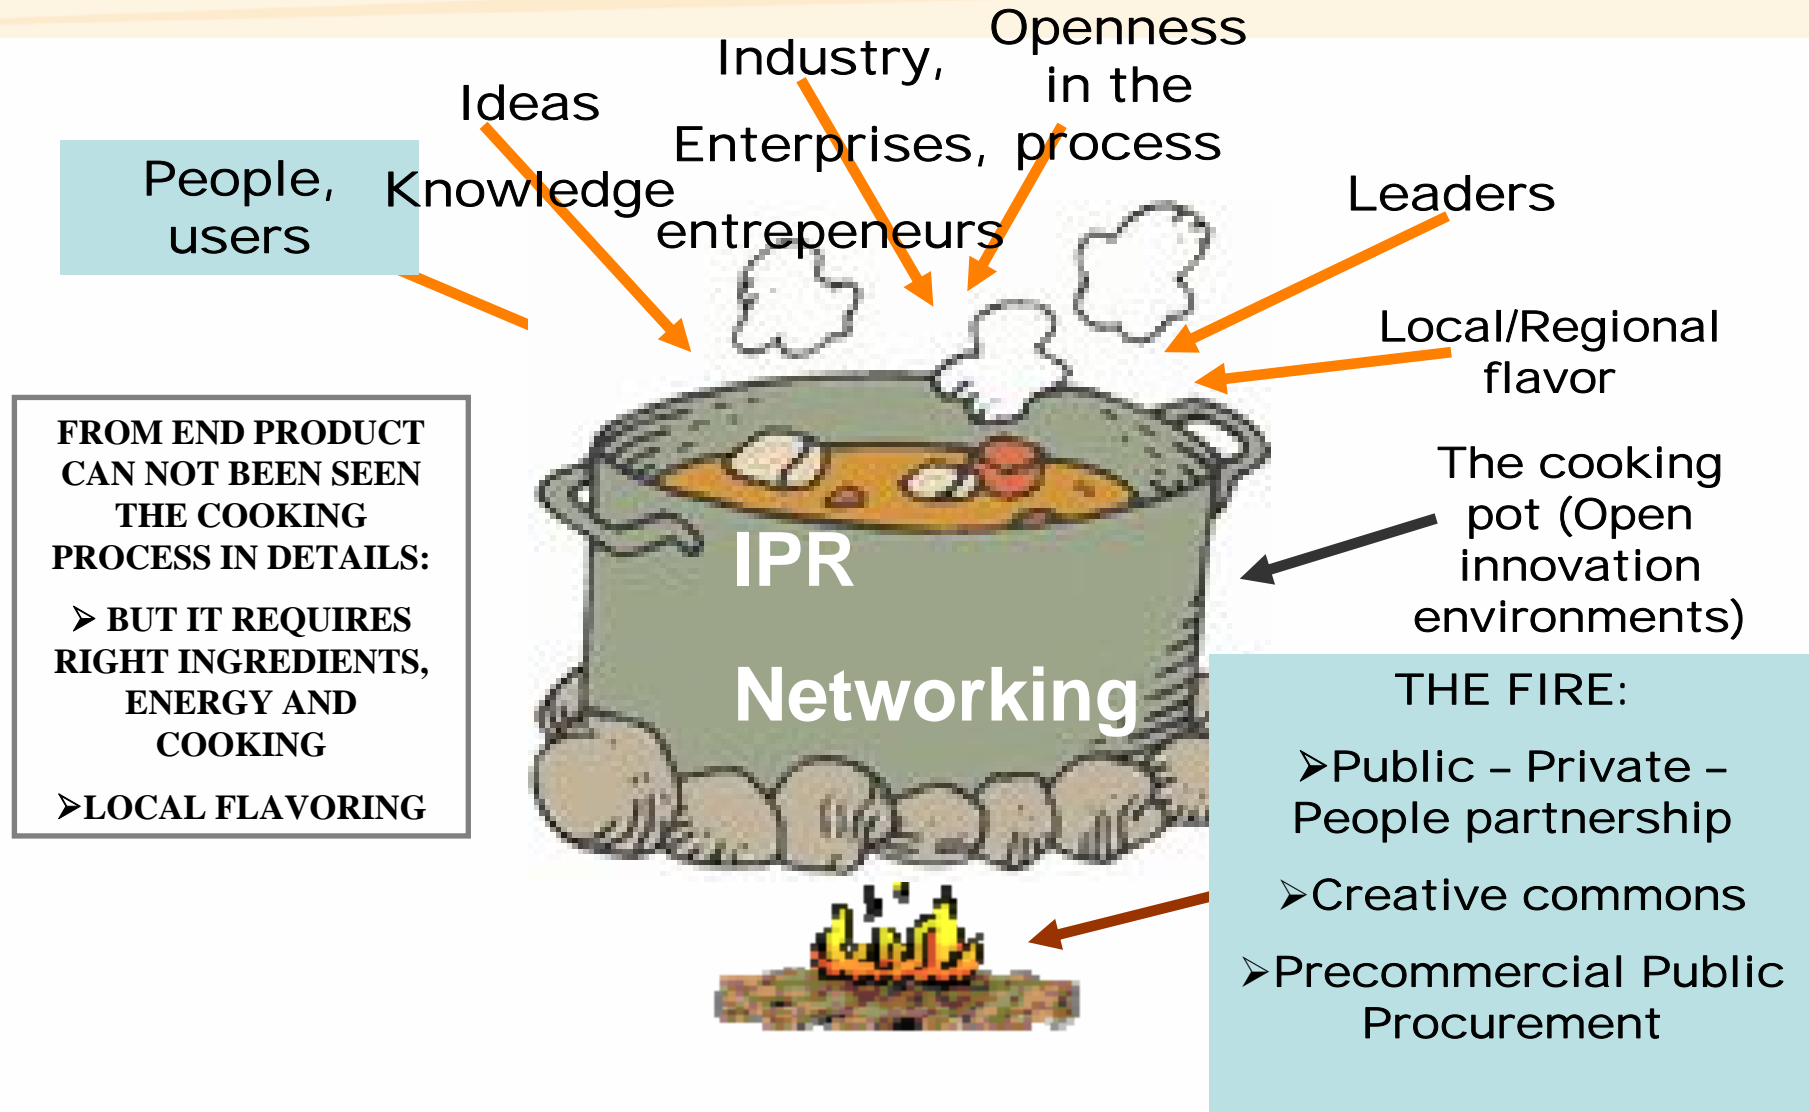 People,
users
Ideas
Knowledge
Industry,
Enterprises,
entrepeneurs
Openness
in the
process
Leaders
Local/Regional
flavor
The cooking
pot (Open
innovation
environments)
FROM END PRODUCT
CAN NOT BEEN SEEN
THE COOKING
PROCESS IN DETAILS:
➢ BUT IT REQUIRES
RIGHT INGREDIENTS,
ENERGY AND
COOKING
➢LOCAL FLAVORING
IPR
Networking
THE FIRE:
➢Public – Private –
People partnership
➢Creative commons
➢Precommercial Public
Procurement